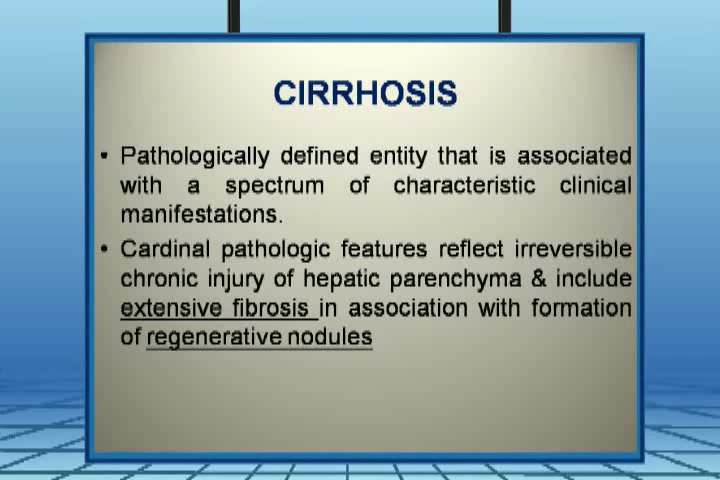 CIRRHOSIS
• Pathologically defined entity that is associated
with a spectrum of characteristic clinical
manifestations.
• Cardinal pathologic features reflect irreversible
chronic injury of hepatic parenchyma & include
extensive fibrosis in association with formation
of regenerative nodules